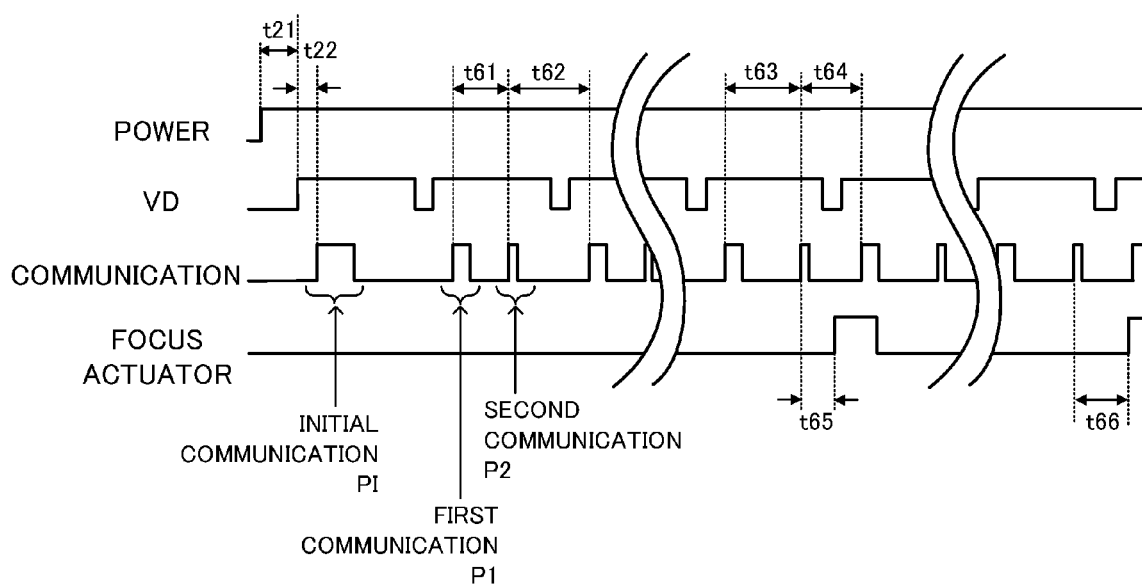 t21
t22
t61
t62
t63
t64
POWER
VD
COMMUNICATION
FOCUS
ACTUATOR
t65
t66
INITIAL
COMMUNICATION
PI
SECOND
COMMUNICATION
P2
FIRST
COMMUNICATION
P1